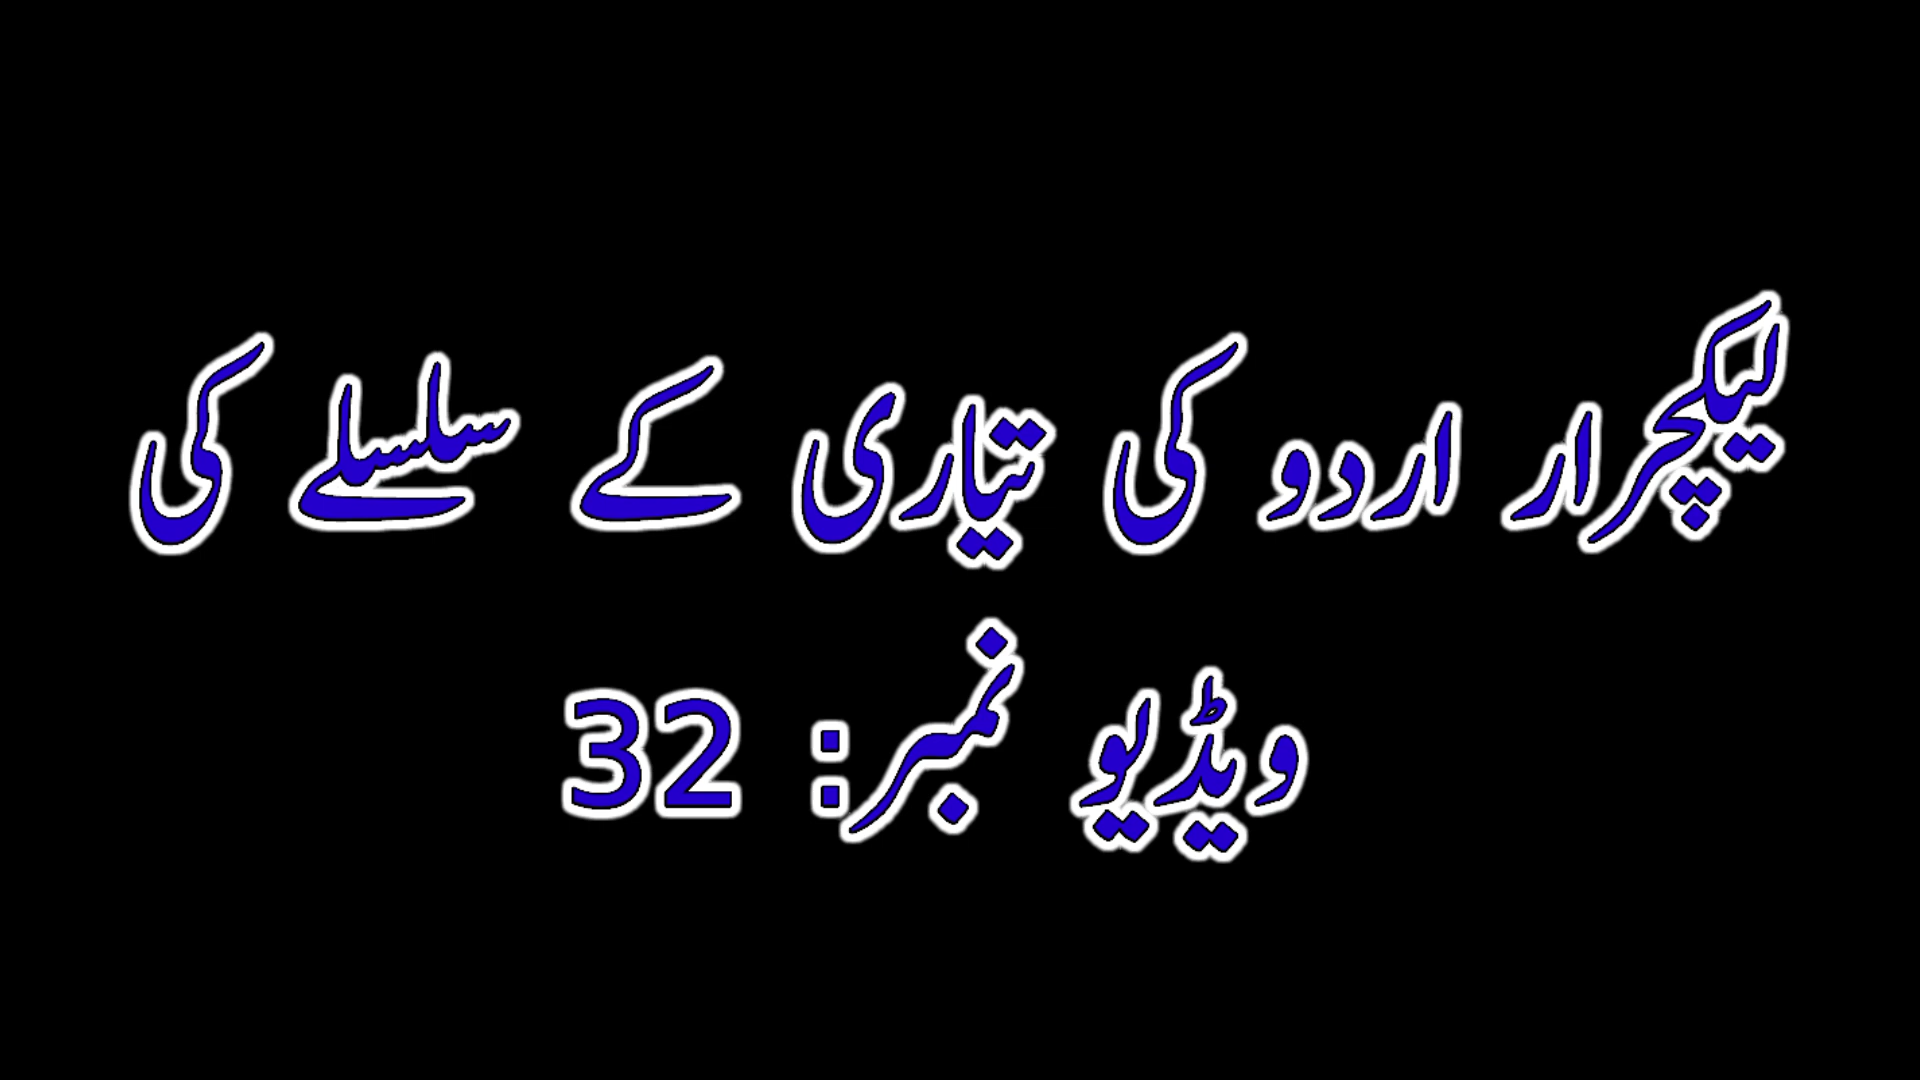 لیکچرار اردو کی تیاری کے سلسلے کی
ویڈیو نمبر: 32